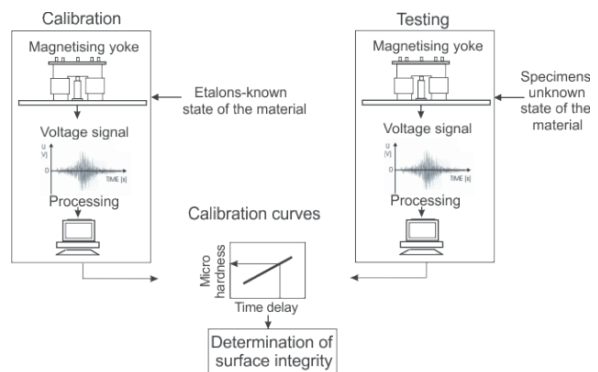 Calibration
Magnetising yoke
Etalons-known
state of the material
Voltage signal
U
[V]
0
TIME [s]
Processing
Testing
Magnetising yoke
Specimens
unknown
state of the
material
Voltage signal
U
[V]
0
TIME [s]
Processing
Calibration curves
Micro
hardness
Time delay
Determination of
surface integrity